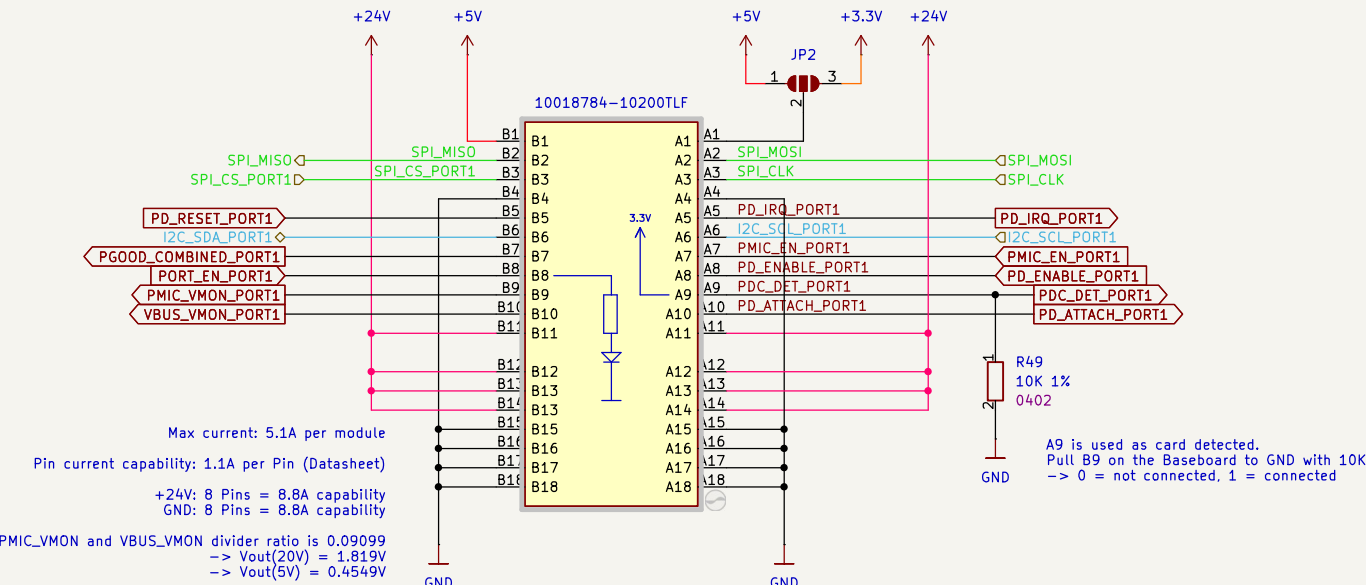 +24V
+5V
+5V
+3.3V
+24V
JP2
1
3
2
10018784-10200TLF
B1 B1 A1 A1
SPI_MISO SPI_MISO B2 B2 A2 A2 SPI_MOSI SPI_MOSI
SPI_CS_PORT1 SPI_CS_PORT1 B3 B3 A3 A3 SPI_CLK SPI_CLK
B4 B4 A4 A4
PD_RESET_PORT1 B5 B5 A5 A5 PD_IRQ_PORT1 PD_IRQ_PORT1
3.3V
I2C_SDA_PORT1 B6 B6 A6 A6 I2C_SCL_PORT1 I2C_SCL_PORT1
PGOOD_COMBINED_PORT1 B7 B7 A7 A7 PMIC_EN_PORT1 PMIC_EN_PORT1
PORT_EN_PORT1 B8 B8 A8 A8 PD_ENABLE_PORT1 PD_ENABLE_PORT1
PMIC_VMON_PORT1 B9 B9 A9 A9 PDC_DET_PORT1 PDC_DET_PORT1
VBUS_VMON_PORT1 B10 B10 A10 A10 PD_ATTACH_PORT1 PD_ATTACH_PORT1
B11 B11 A11 A11
B12 B12 A12 A12
B13 B13 A13 A13
B14 B13 A14 A14
B15 B15 A15 A15
B16 B16 A16 A16
B17 B17 A17 A17
B18 B18 A18 A18
1
R49
10K 1%
0402
2
GND
Max current: 5.1A per module
Pin current capability: 1.1A per Pin (Datasheet)
+24V: 8 Pins = 8.8A capability
GND: 8 Pins = 8.8A capability
PMIC_VMON and VBUS_VMON divider ratio is 0.09099
-> Vout(20V) = 1.819V
-> Vout(5V) = 0.4549V
A9 is used as card detected.
Pull B9 on the Baseboard to GND with 10K
-> 0 = not connected, 1 = connected
GND
GND